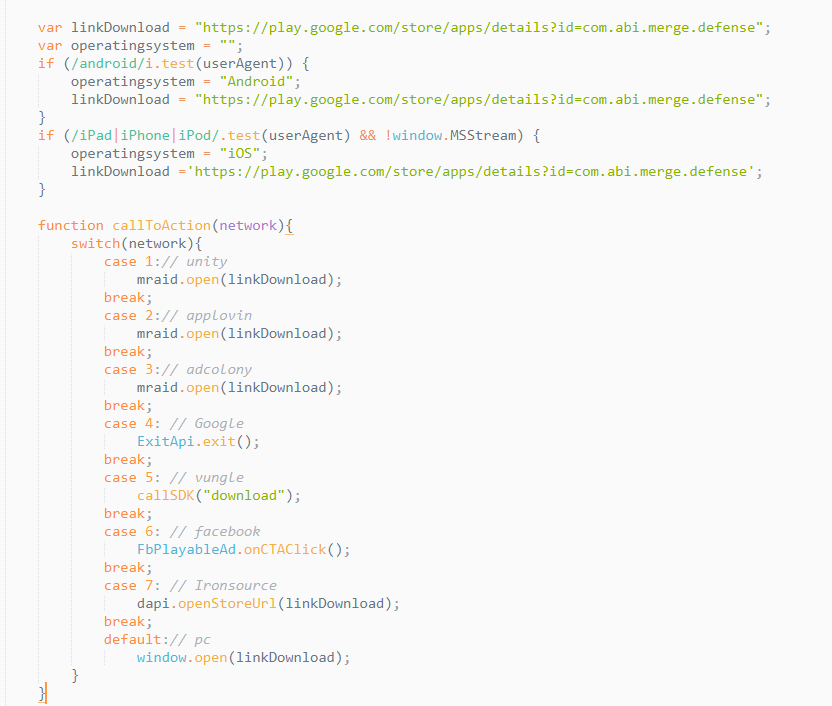 var linkDownload = "https://play.google.com/store/apps/details?id=com.abi.merge.defense";
var operatingsystem = "";
if (/android/i.test(userAgent)) {
    operatingsystem = "Android";
    linkDownload = "https://play.google.com/store/apps/details?id=com.abi.merge.defense";
}
if (/iPad|iPhone|iPod/.test(userAgent) && !window.MSStream) {
    operatingsystem = "iOS";
    linkDownload ='https://play.google.com/store/apps/details?id=com.abi.merge.defense';
}

function callToAction(network){
    switch(network){
        case 1:// unity
            mraid.open(linkDownload);
        break;
        case 2:// applovin
            mraid.open(linkDownload);
        break;
        case 3:// adcolony
            mraid.open(linkDownload);
        break;
        case 4: // Google
            ExitApi.exit();
        break;
        case 5: // vungle
            callSDK("download");
        break;
        case 6: // facebook
            FbPlayableAd.onCTAClick();
        break;
        case 7: // Ironsource
            dapi.openStoreUrl(linkDownload);
        break;
        default:// pc
            window.open(linkDownload);
    }
}